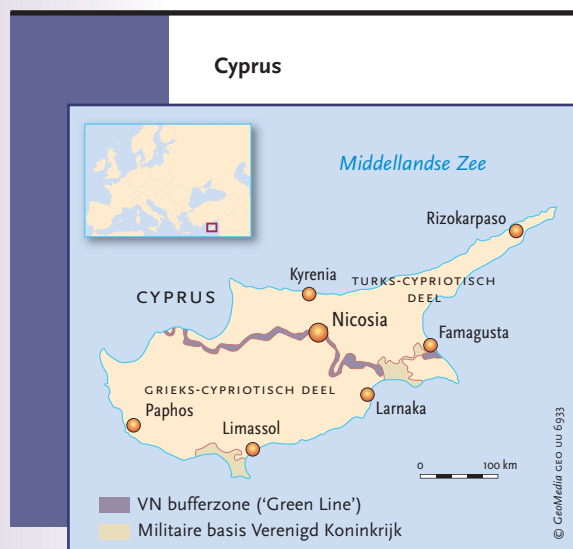 Cyprus
Middellandse Zee
Rizokarpaso
Kyrenia
TURKS-CYPRIOTISCH
DEEL
CYPRUS
Nicosia
Famagusta
GRIEKS-CYPRIOTISCH DEEL
Paphos
Larnaka
Limassol
0 100 km
VN bufferzone (‘Green Line’)
Militaire basis Verenigd Koninkrijk
© GeoMedia GEO UU 6933